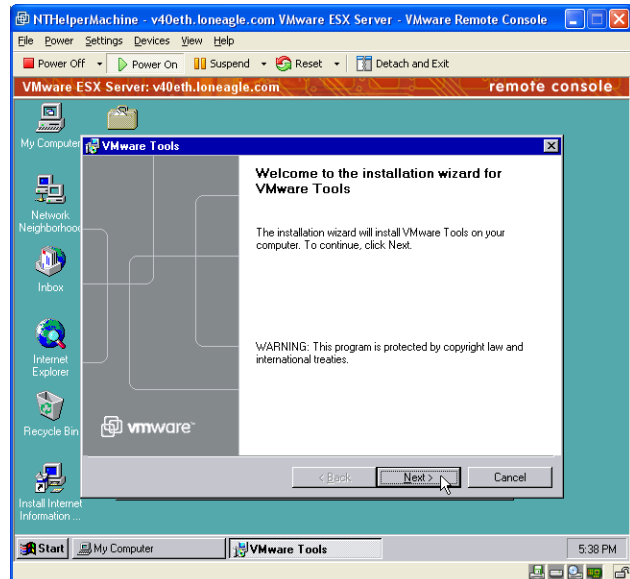 NTHelperMachine - v40eth.loneagle.com VMware ESX Server - VMware Remote Console
File Power Settings Devices View Help
Power Off Power On Suspend Reset Detach and Exit
VMware ESX Server: v40eth.loneagle.com remote console
My Computer
VMware Tools
Welcome to the installation wizard for
VMware Tools
Network
Neighborhood
The installation wizard will install VMware Tools on your
computer. To continue, click Next.
Inbox
Internet
Explorer
WARNING: This program is protected by copyright law and
international treaties.
Recycle Bin
vmware™
< Back Next > Cancel
Install Internet
Information ...
Start My Computer VMware Tools 5:38 PM